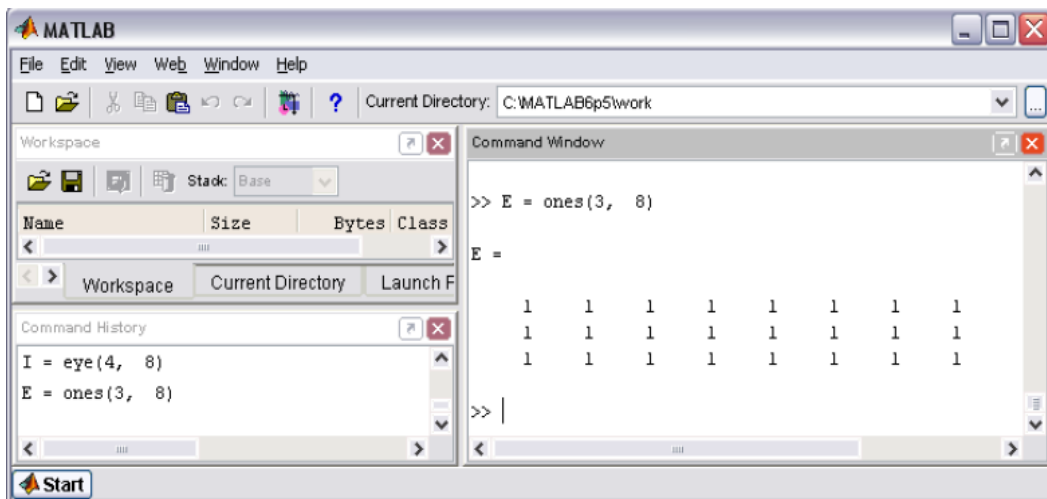 MATLAB
File Edit View Web Window Help
? Current Directory: C:\MATLAB6p5\work ...
Workspace
Stack: Base
Name Size Bytes Class
Workspace Current Directory Launch F
Command History
I = eye(4, 8)
E = ones(3, 8)
Command Window
>> E = ones(3, 8)
E =
1 1 1 1 1 1 1 1
1 1 1 1 1 1 1 1
1 1 1 1 1 1 1 1
>>
Start